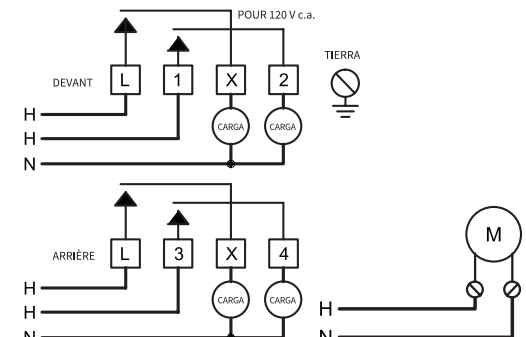 POUR 120 V c.a.
TIERRA
DEVANT L 1 X 2
H
CARGA CARGA
H
N
M
ARRIÈRE L 3 X 4
H
CARGA CARGA
H H
N N